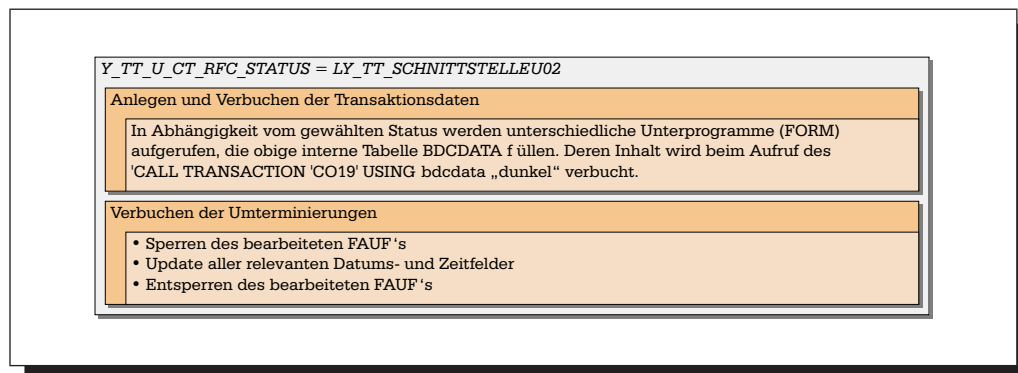 Y_TT_U_CT_RFC_STATUS = LY_TT_SCHNITTSTELLEU02
Anlegen und Verbuchen der Transaktionsdaten
In Abhängigkeit vom gewählten Status werden unterschiedliche Unterprogramme (FORM)
aufgerufen, die obige interne Tabelle BDCDATA f üllen. Deren Inhalt wird beim Aufruf des
'CALL TRANSACTION 'CO19' USING bdcdata „dunkel“ verbucht.
Verbuchen der Umterminierungen
• Sperren des bearbeiteten FAUF‘s
• Update aller relevanten Datums- und Zeitfelder
• Entsperren des bearbeiteten FAUF‘s